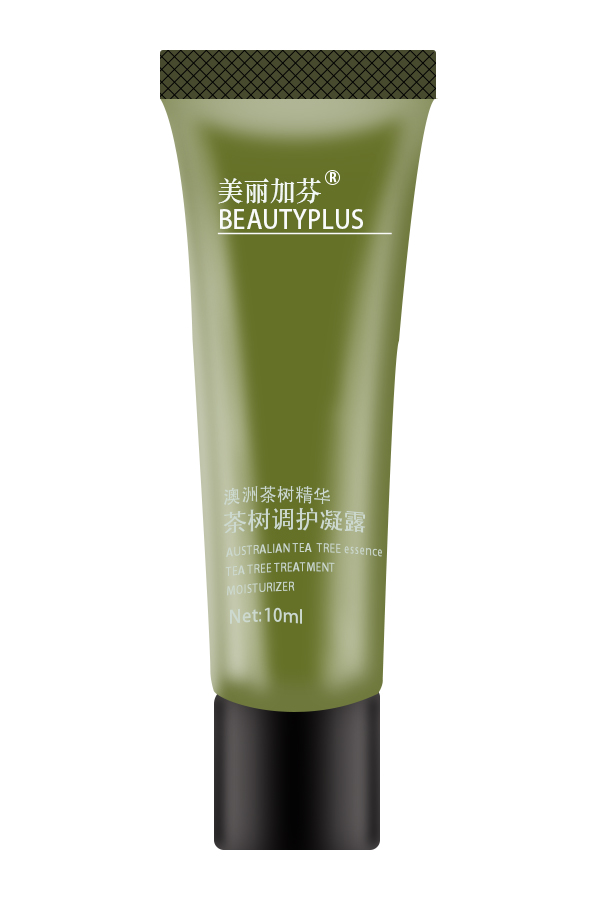 美丽加芬®
BEAUTYPLUS
澳洲茶树精华
茶树调护凝露
AUSTRALIAN TEA TREE essence
TEA TREE TREATMENT
MOISTURIZER
Net:10ml